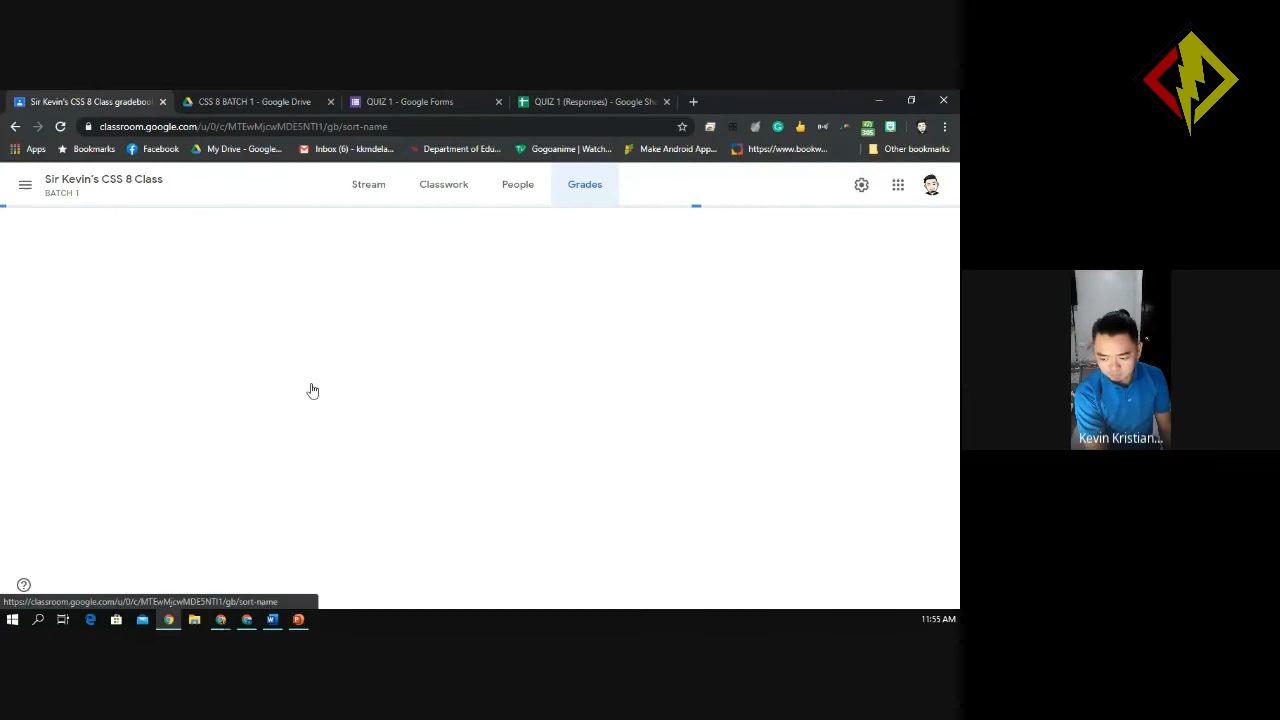 Sir Kevin's CSS 8 Class gradeboo
CSS 8 BATCH 1 - Google Drive
QUIZ 1 - Google Forms
QUIZ 1 (Responses) - Google She
classroom.google.com/u/0/c/MTEwMjcwMDE5NTI1/gb/sort-name
Apps
Bookmarks
Facebook
My Drive - Google...
Inbox (6) - kkmdela...
Department of Edu...
Gogoanime | Watch...
Make Android App...
https://www.bookw...
Other bookmarks
Sir Kevin's CSS 8 Class
BATCH 1
Stream
Classwork
People
Grades
Kevin Kristian...
https://classroom.google.com/u/0/c/MTEwMjcwMDE5NTI1/gb/sort-name
11:55 AM